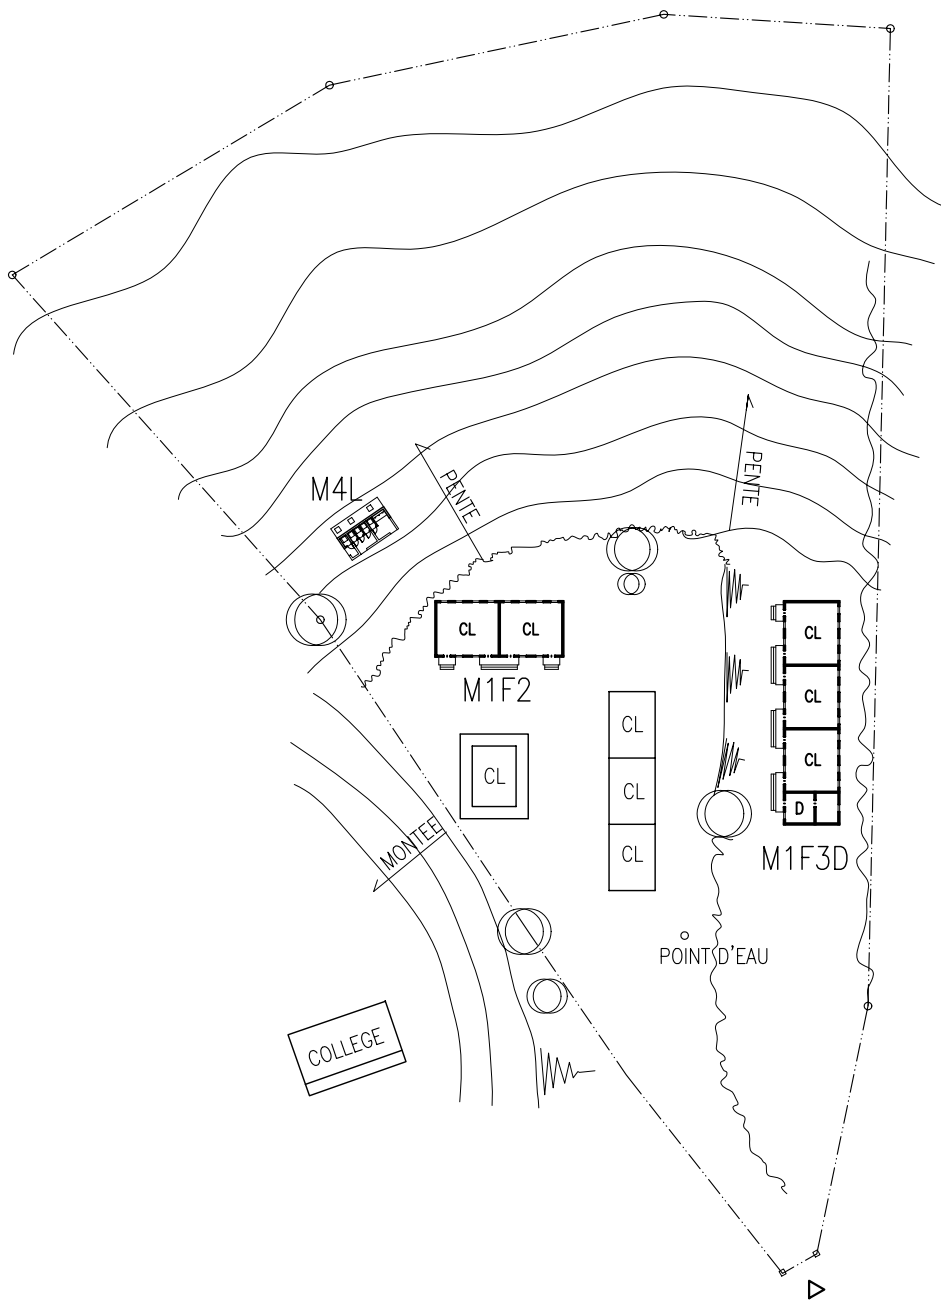 PENTE
PENTE
M4L
CL CL
M1F2
CL
CL
CL
D
M1F3D
CL
CL
CL
CL
MONTEE
POINT D'EAU
COLLEGE